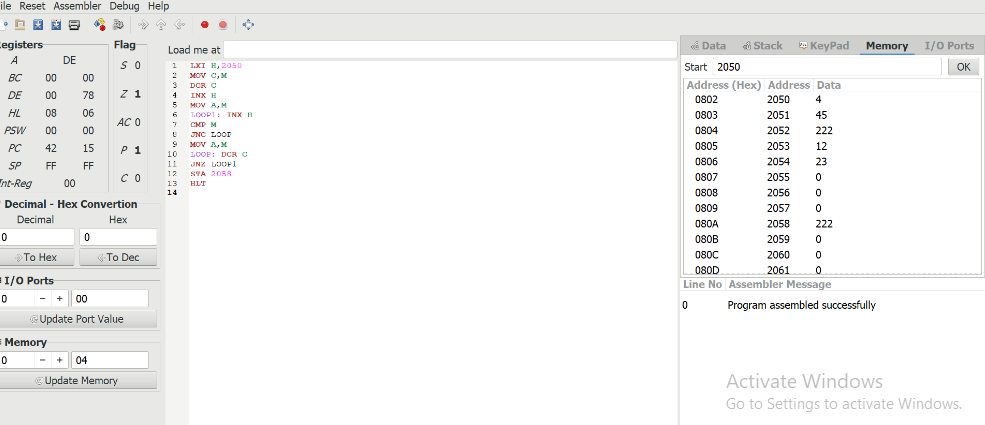 ile Reset Assembler Debug Help
egisters
A DE
BC 00 00
DE 00 78
HL 08 06
PSW 00 00
PC 42 15
SP FF FF
nt-Reg 00
Flag
S 0
Z 1
AC 0
P 1
C 0
Decimal - Hex Convertion
Decimal Hex
0 0
To Hex To Dec
I/O Ports
0 − + 00
Update Port Value
Memory
0 − + 04
Update Memory
Load me at
1 LXI H,2050
2 MOV C,M
3 DCR C
4 INX H
5 MOV A,M
6 LOOP1: INX H
7 CMP M
8 JNC LOOP
9 MOV A,M
10 LOOP: DCR C
11 JNZ LOOP1
12 STA 2058
13 HLT
14
Data Stack KeyPad Memory I/O Ports
Start 2050 OK
Address (Hex) Address Data
0802 2050 4
0803 2051 45
0804 2052 222
0805 2053 12
0806 2054 23
0807 2055 0
0808 2056 0
0809 2057 0
080A 2058 222
080B 2059 0
080C 2060 0
080D 2061 0
Line No Assembler Message
0 Program assembled successfully
Activate Windows
Go to Settings to activate Windows.